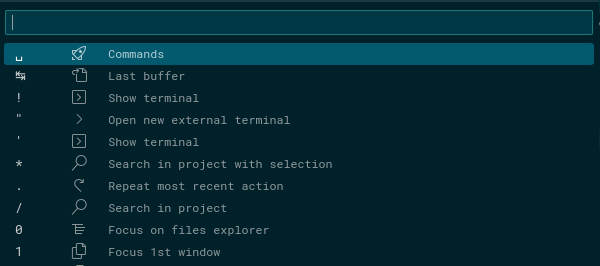 ␣ Commands
↹ Last buffer
! Show terminal
" Open new external terminal
' Show terminal
* Search in project with selection
. Repeat most recent action
/ Search in project
0 Focus on files explorer
1 Focus 1st window